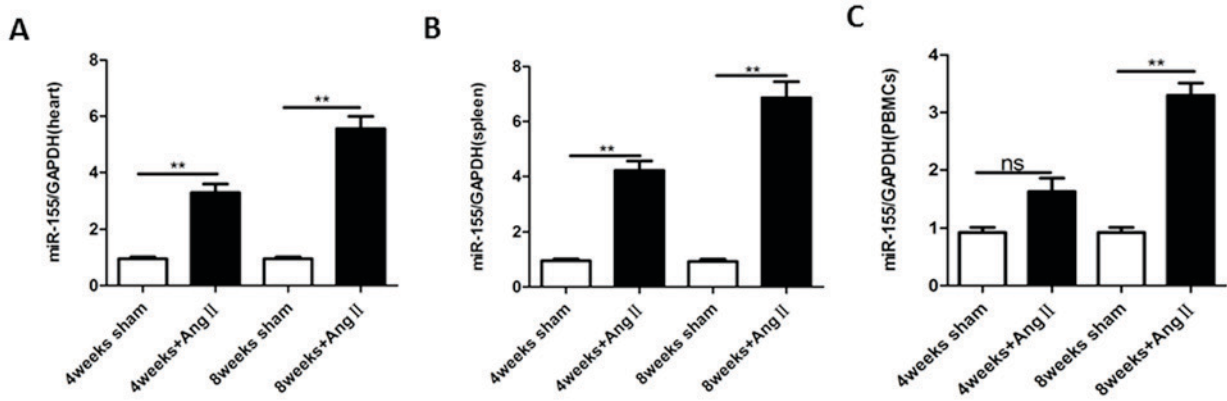 A
miR-155/GAPDH(heart)
8
6
4
2
0
**
**
4weeks sham
4weeks+Ang Ⅱ
8weeks sham
8weeks+Ang Ⅱ
B
miR-155/GAPDH(spleen)
8
6
4
2
0
**
**
4weeks sham
4weeks+Ang Ⅱ
8weeks sham
8weeks+Ang Ⅱ
C
miR-155/GAPDH(PBMCs)
4
3
2
1
0
ns
**
4weeks sham
4weeks+Ang Ⅱ
8weeks sham
8weeks+Ang Ⅱ